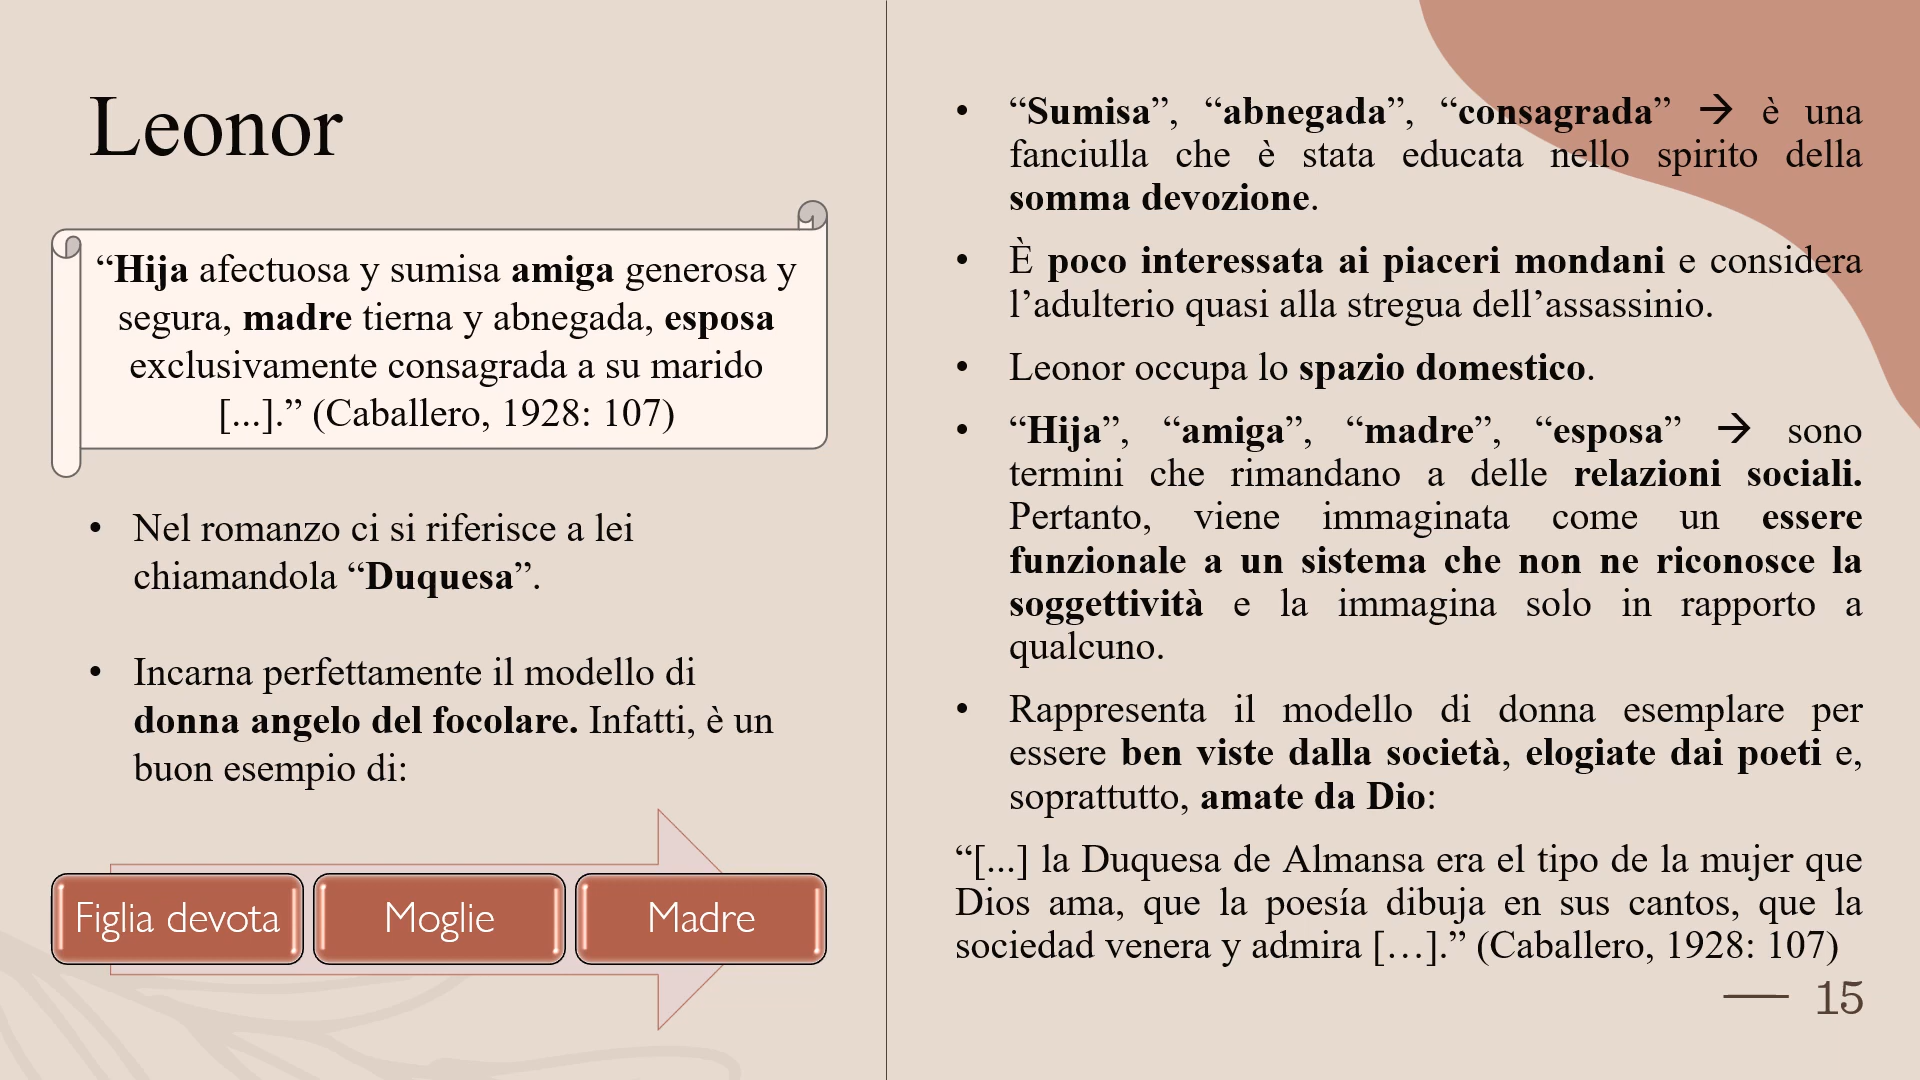 Leonor
“Hija afectuosa y sumisa amiga generosa y
segura, madre tierna y abnegada, esposa
exclusivamente consagrada a su marido
[...].” (Caballero, 1928: 107)
• Nel romanzo ci si riferisce a lei
chiamandola “Duquesa”.
• Incarna perfettamente il modello di
donna angelo del focolare. Infatti, è un
buon esempio di:
Figlia devota
Moglie
Madre
• “Sumisa”, “abnegada”, “consagrada” → è una
fanciulla che è stata educata nello spirito della
somma devozione.
• È poco interessata ai piaceri mondani e considera
l’adulterio quasi alla stregua dell’assassinio.
• Leonor occupa lo spazio domestico.
• “Hija”, “amiga”, “madre”, “esposa” → sono
termini che rimandano a delle relazioni sociali.
Pertanto, viene immaginata come un essere
funzionale a un sistema che non ne riconosce la
soggettività e la immagina solo in rapporto a
qualcuno.
• Rappresenta il modello di donna esemplare per
essere ben viste dalla società, elogiate dai poeti e,
soprattutto, amate da Dio:
“[...] la Duquesa de Almansa era el tipo de la mujer que
Dios ama, que la poesía dibuja en sus cantos, que la
sociedad venera y admira […].” (Caballero, 1928: 107)
15